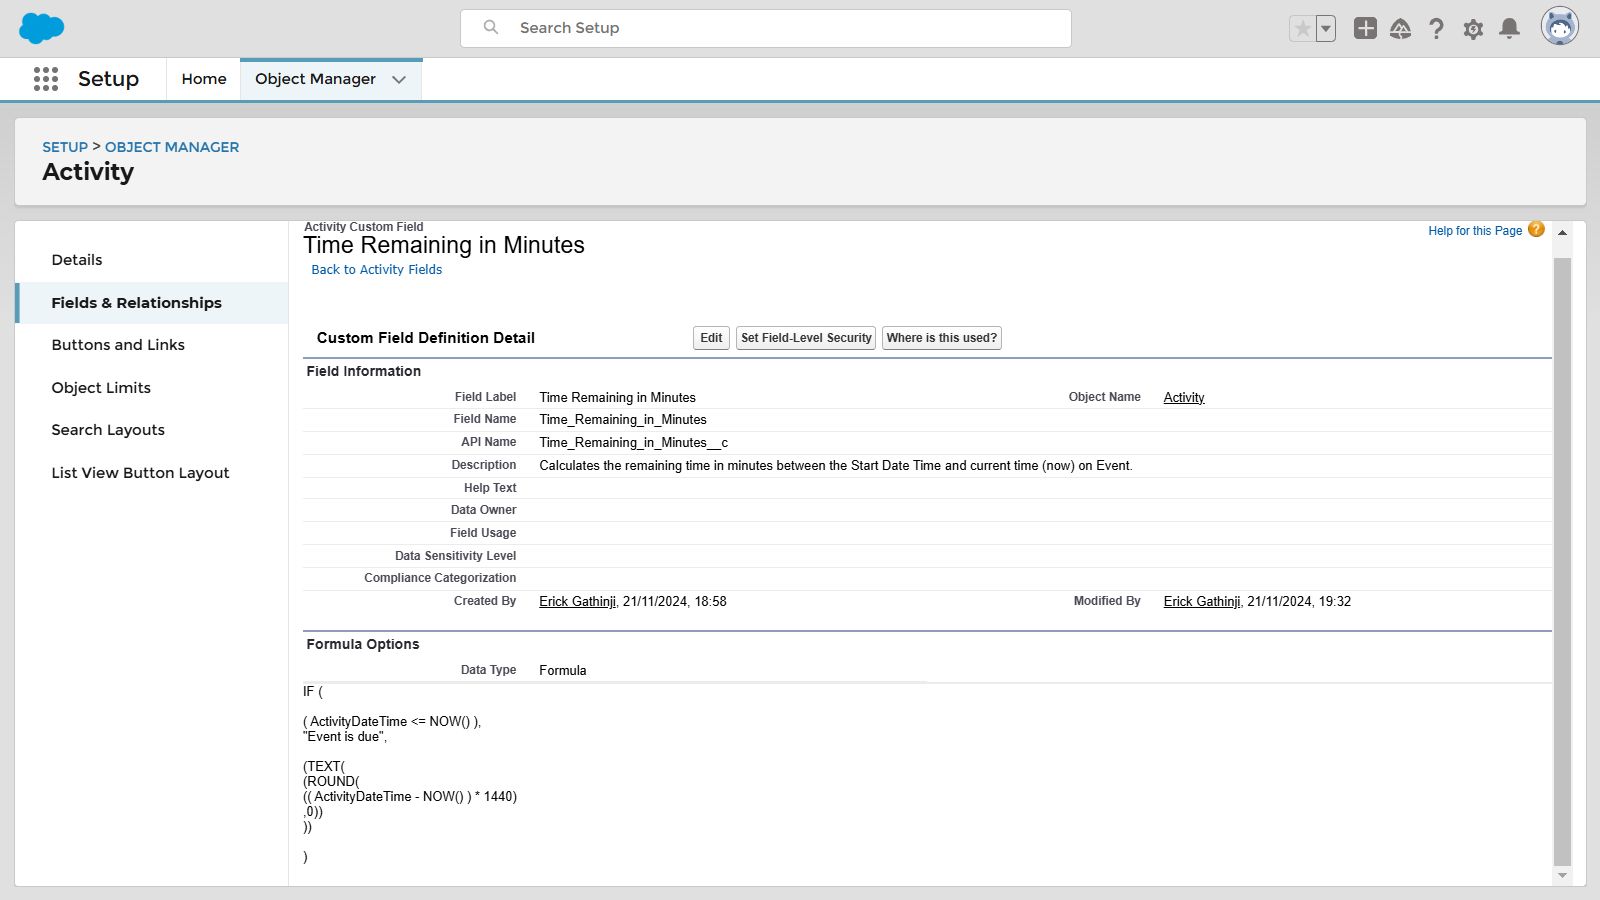 Search Setup
Setup
Home
Object Manager
SETUP > OBJECT MANAGER
Activity
Details
Fields & Relationships
Buttons and Links
Object Limits
Search Layouts
List View Button Layout
Activity Custom Field
Time Remaining in Minutes
Back to Activity Fields
Help for this Page ?
Custom Field Definition Detail Edit Set Field-Level Security Where is this used?
Field Information
Field Label Time Remaining in Minutes Object Name Activity
Field Name Time_Remaining_in_Minutes
API Name Time_Remaining_in_Minutes__c
Description Calculates the remaining time in minutes between the Start Date Time and current time (now) on Event.
Help Text
Data Owner
Field Usage
Data Sensitivity Level
Compliance Categorization
Created By Erick Gathinji, 21/11/2024, 18:58 Modified By Erick Gathinji, 21/11/2024, 19:32
Formula Options
Data Type Formula
IF (
( ActivityDateTime <= NOW() ),
"Event is due",
(TEXT(
(ROUND(
(( ActivityDateTime - NOW() ) * 1440)
,0))
))
)